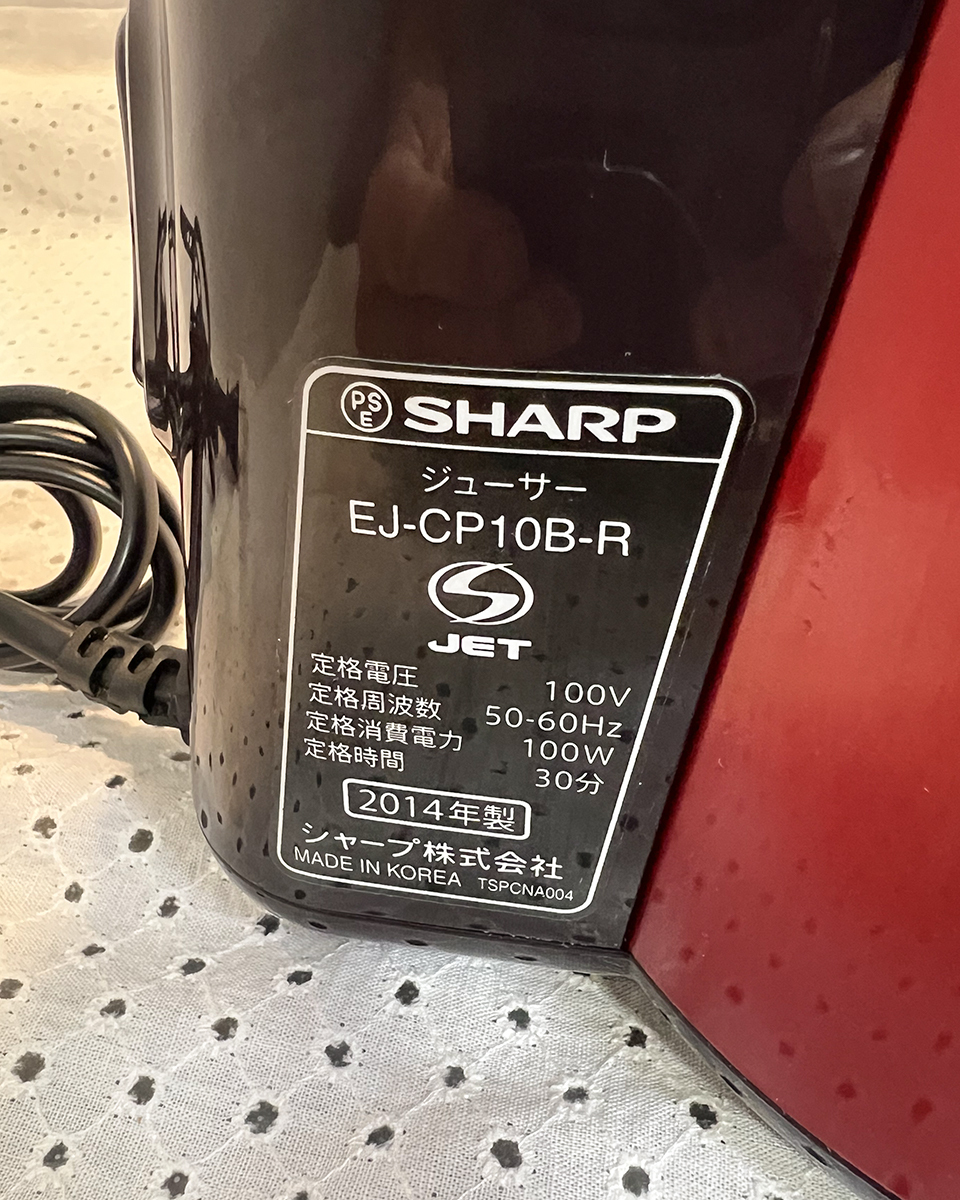 PSE SHARP
ジューサー
EJ-CP10B-R
JET
定格電圧 100V
定格周波数 50-60Hz
定格消費電力 100W
定格時間 30分
2014年製
シャープ株式会社
MADE IN KOREA TSPCNA004